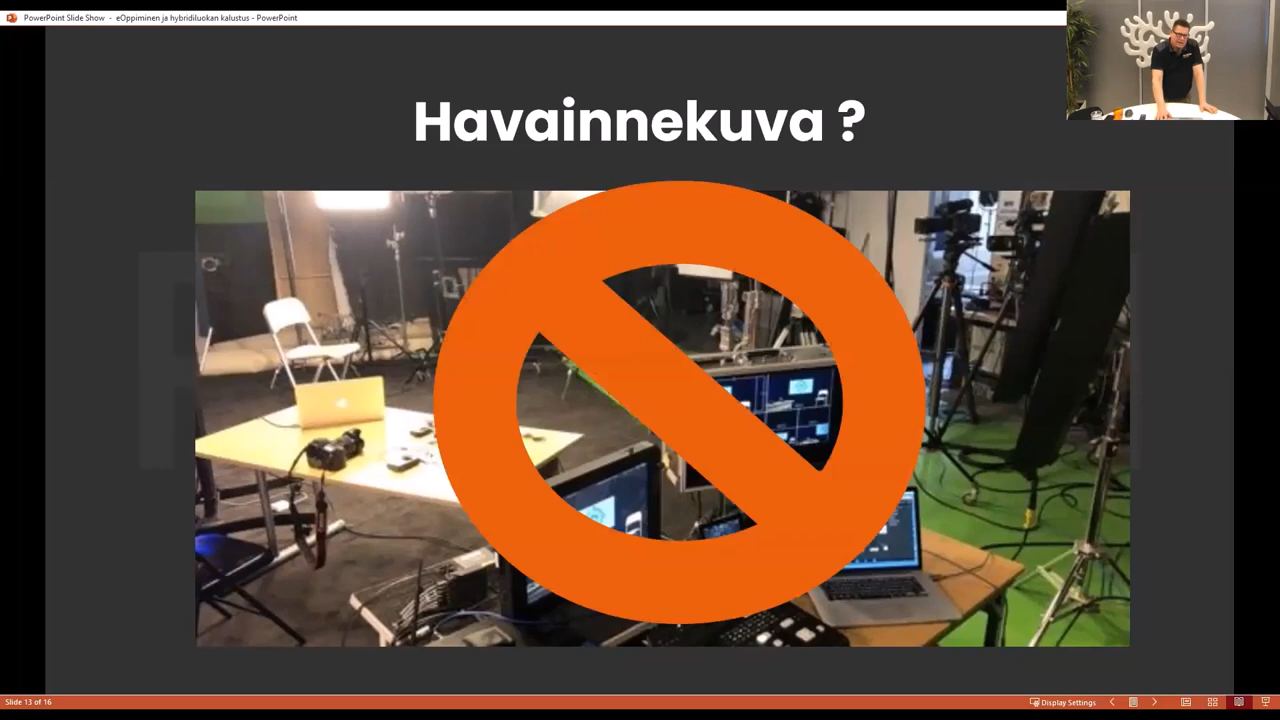 PowerPoint Slide Show - eOppiminen ja hybridiluokan kalustus - PowerPoint
Havainnekuva ?
Slide 13 of 16
Display Settings